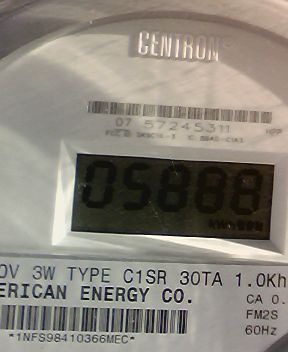 CENTRON
07 57245311
05888
0V 3W TYPE C1SR 30TA 1.0Kh
ERICAN ENERGY CO.
CA 0.
FM2S
60Hz
*1NFS98410366MEC*